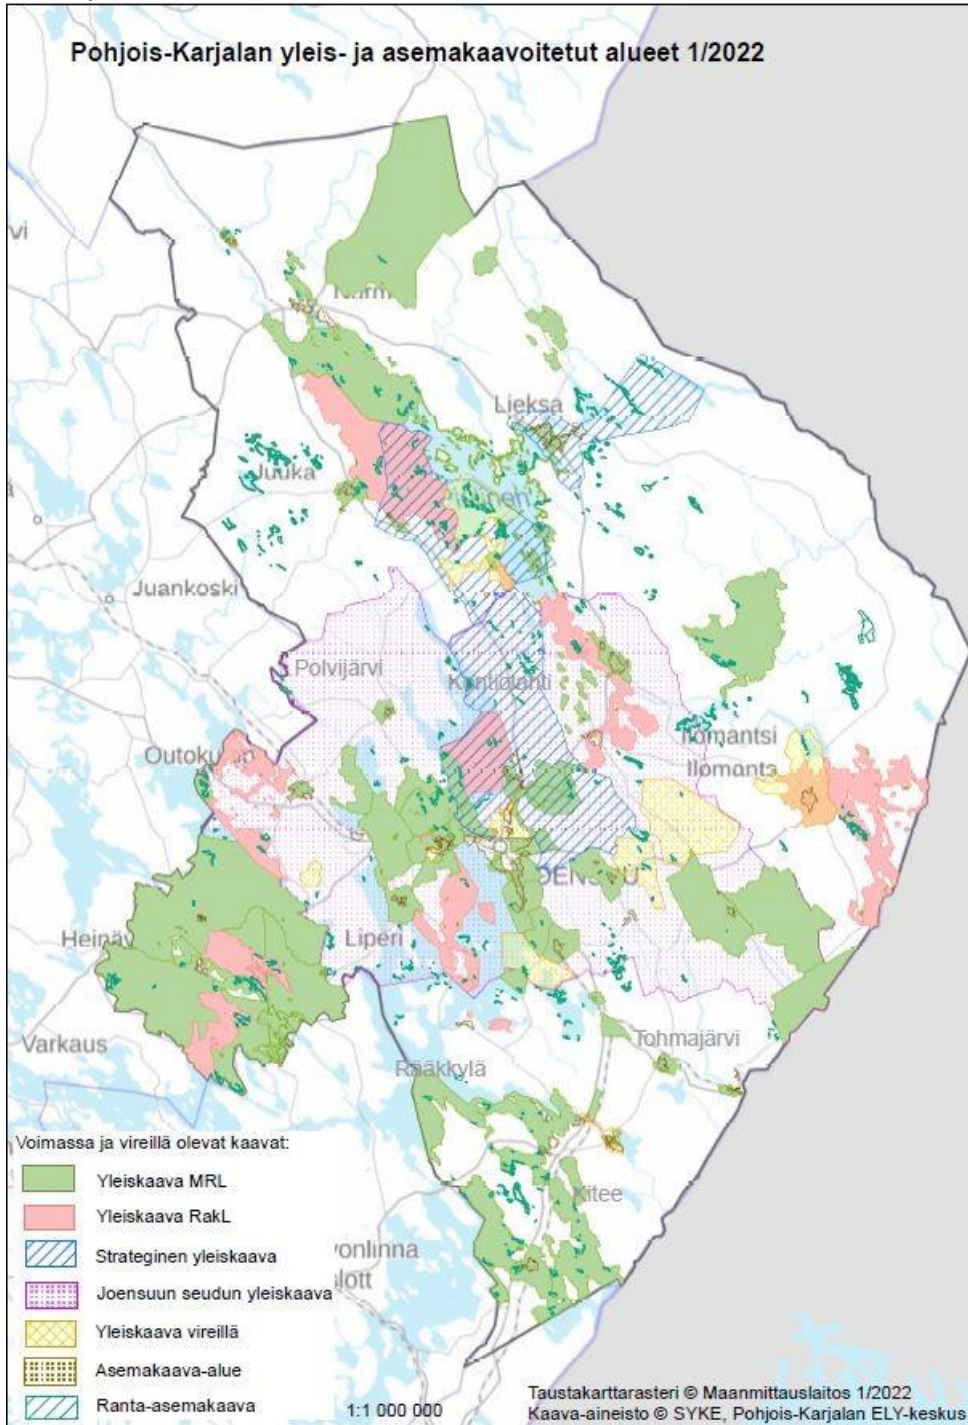 Pohjois-Karjalan yleis- ja asemakaavoitetut alueet 1/2022
Lieksa
Juuka
Juankoski
Polvijärvi
Kontiolahti
Ilomantsi
Ilomants
Liperi
Varkaus
Tohmajärvi
Rääkkylä
Kitee
Voimassa ja vireillä olevat kaavat:
Yleiskaava MRL
Yleiskaava RakL
Strateginen yleiskaava
Joensuun seudun yleiskaava
Yleiskaava vireillä
Asemakaava-alue
Ranta-asemakaava
1:1 000 000
Taustakarttarasteri © Maanmittauslaitos 1/2022
Kaava-aineisto © SYKE, Pohjois-Karjalan ELY-keskus